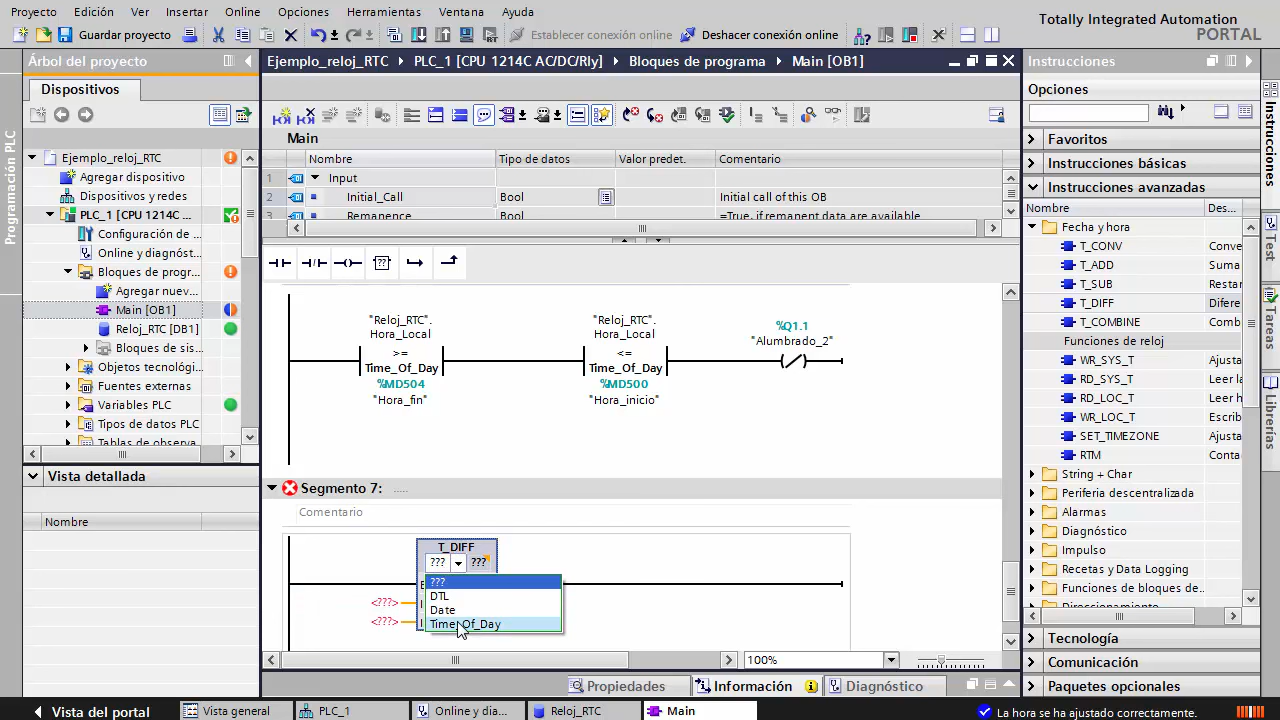 Proyecto Edición Ver Insertar Online Opciones Herramientas Ventana Ayuda
Totally Integrated Automation
PORTAL
Guardar proyecto Establecer conexión online Deshacer conexión online
Árbol del proyecto
Ejemplo_reloj_RTC PLC_1 [CPU 1214C AC/DC/Rly] Bloques de programa Main [OB1]
Instrucciones
Dispositivos
Opciones
Programación PLC
Main
Favoritos
Instrucciones básicas
Instrucciones avanzadas
Nombre Tipo de datos Valor predet. Comentario
1 Input
2 Initial_Call Bool Initial call of this OB
3 Remanence Bool =True, if remanent data are available
Ejemplo_reloj_RTC
Agregar dispositivo
Dispositivos y redes
PLC_1 [CPU 1214C ...
Configuración de
Online y diagnóst...
Bloques de progr...
Agregar nuev...
Main [OB1]
Reloj_RTC [DB1]
Bloques de sis...
Objetos tecnológi...
Fuentes externas
Variables PLC
Tipos de datos PLC
Tablas de observa...
Vista detallada
Nombre
"Reloj_RTC".
Hora_Local
>=
Time_Of_Day
%MD504
"Hora_fin"
"Reloj_RTC".
Hora_Local
<=
Time_Of_Day
%MD500
"Hora_inicio"
%Q1.1
"Alumbrado_2"
Segmento 7: .....
Comentario
T_DIFF
??? ???
???
DTL
Date
Time_Of_Day
<???>
<???>
100%
Nombre Des...
Fecha y hora
T_CONV Conve
T_ADD Suma
T_SUB Restar
T_DIFF Difere
T_COMBINE Comb
Funciones de reloj
WR_SYS_T Ajusta
RD_SYS_T Leer la
RD_LOC_T Leer h
WR_LOC_T Escrib
SET_TIMEZONE Ajusta
RTM Conta
String + Char
Periferia descentralizada
Alarmas
Diagnóstico
Impulso
Recetas y Data Logging
Funciones de bloques de...
Direccionamiento
Tecnología
Comunicación
Paquetes opcionales
Instrucciones
Test
Tareas
Librerías
Propiedades Información Diagnóstico
Vista del portal Vista general PLC_1 Online y dia... Reloj_RTC Main La hora se ha ajustado correctamente.